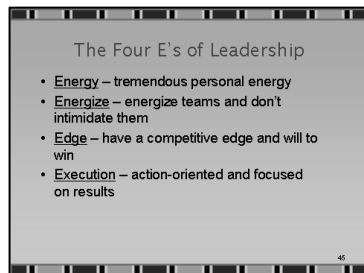 The Four E's of Leadership
• Energy – tremendous personal energy
• Energize – energize teams and don't
intimidate them
• Edge – have a competitive edge and will to
win
• Execution – action-oriented and focused
on results
45